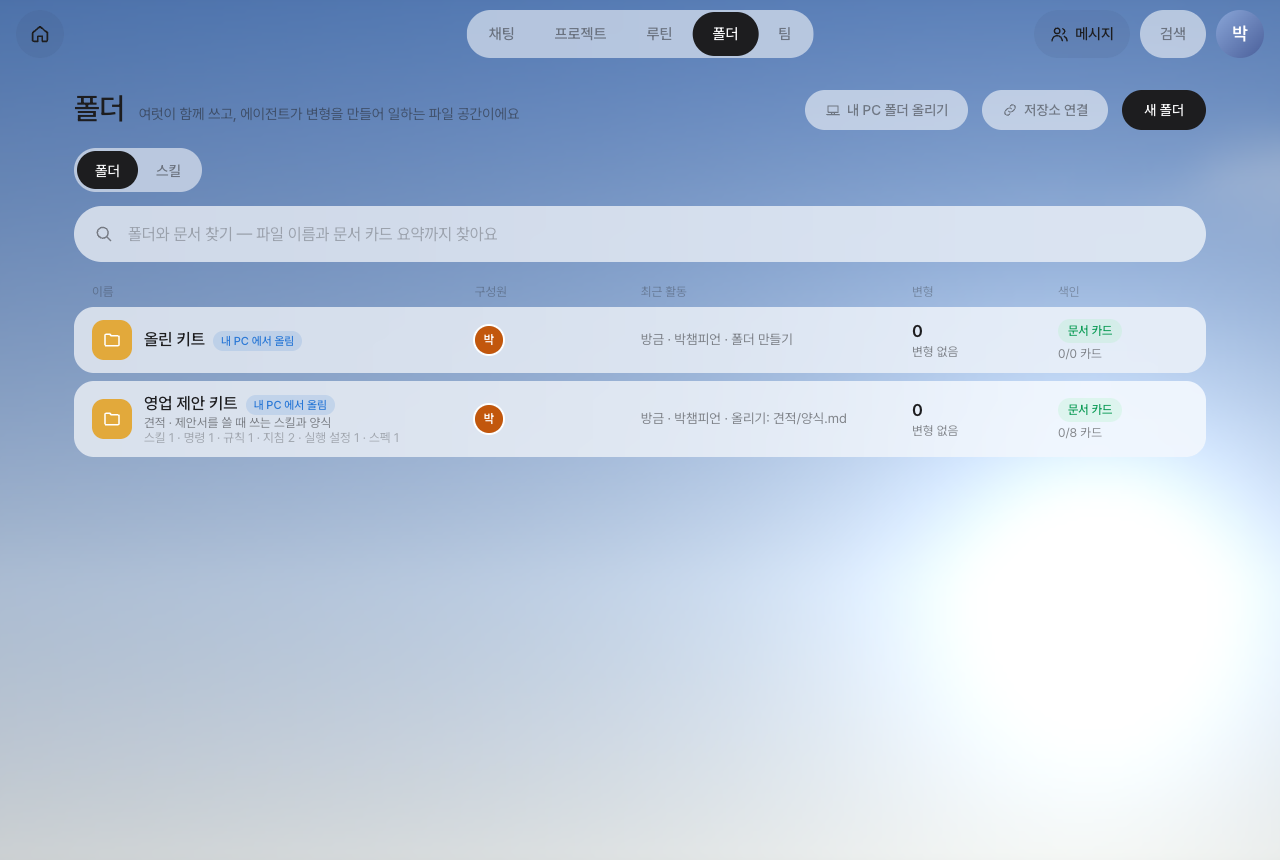 채팅 프로젝트 루틴 폴더 팀 메시지 검색 박
폴더 여럿이 함께 쓰고, 에이전트가 변형을 만들어 일하는 파일 공간이에요 내 PC 폴더 올리기 저장소 연결 새 폴더
폴더 스킬
폴더와 문서 찾기 — 파일 이름과 문서 카드 요약까지 찾아요
이름 구성원 최근 활동 변형 색인
올린 키트 내 PC 에서 올림 박 방금 · 박챔피언 · 폴더 만들기 0 문서 카드
변형 없음 0/0 카드
영업 제안 키트 내 PC 에서 올림 0 문서 카드
견적 · 제안서를 쓸 때 쓰는 스킬과 양식 박 방금 · 박챔피언 · 올리기: 견적/양식.md
스킬 1 · 명령 1 · 규칙 1 · 지침 2 · 실행 설정 1 · 스펙 1 변형 없음 0/8 카드